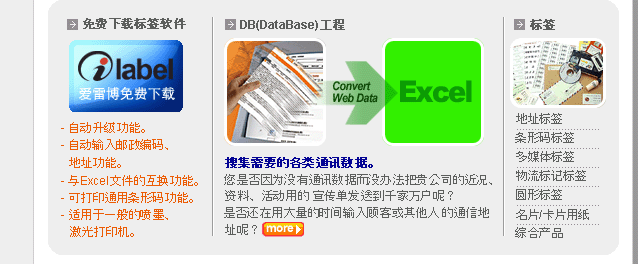 免费下载标签软件
ilabel
爱雷博免费下载
- 自动升级功能。
- 自动输入邮政编码、
地址功能。
- 与Excel文件的互换功能。
- 可打印通用条形码功能。
- 适用于一般的喷墨、
激光打印机。
DB(DataBase)工程
Convert
Web Data
Excel
搜集需要的各类通讯数据。
您是否因为没有通讯数据而没办法把贵公司的近况、
资料、活动用的 宣传单发送到千家万户呢？
是否还在用大量的时间输入顾客或其他人的通信地
址呢？ more
标签
地址标签
条形码标签
多媒体标签
物流标记标签
圆形标签
名片/卡片用纸
综合产品